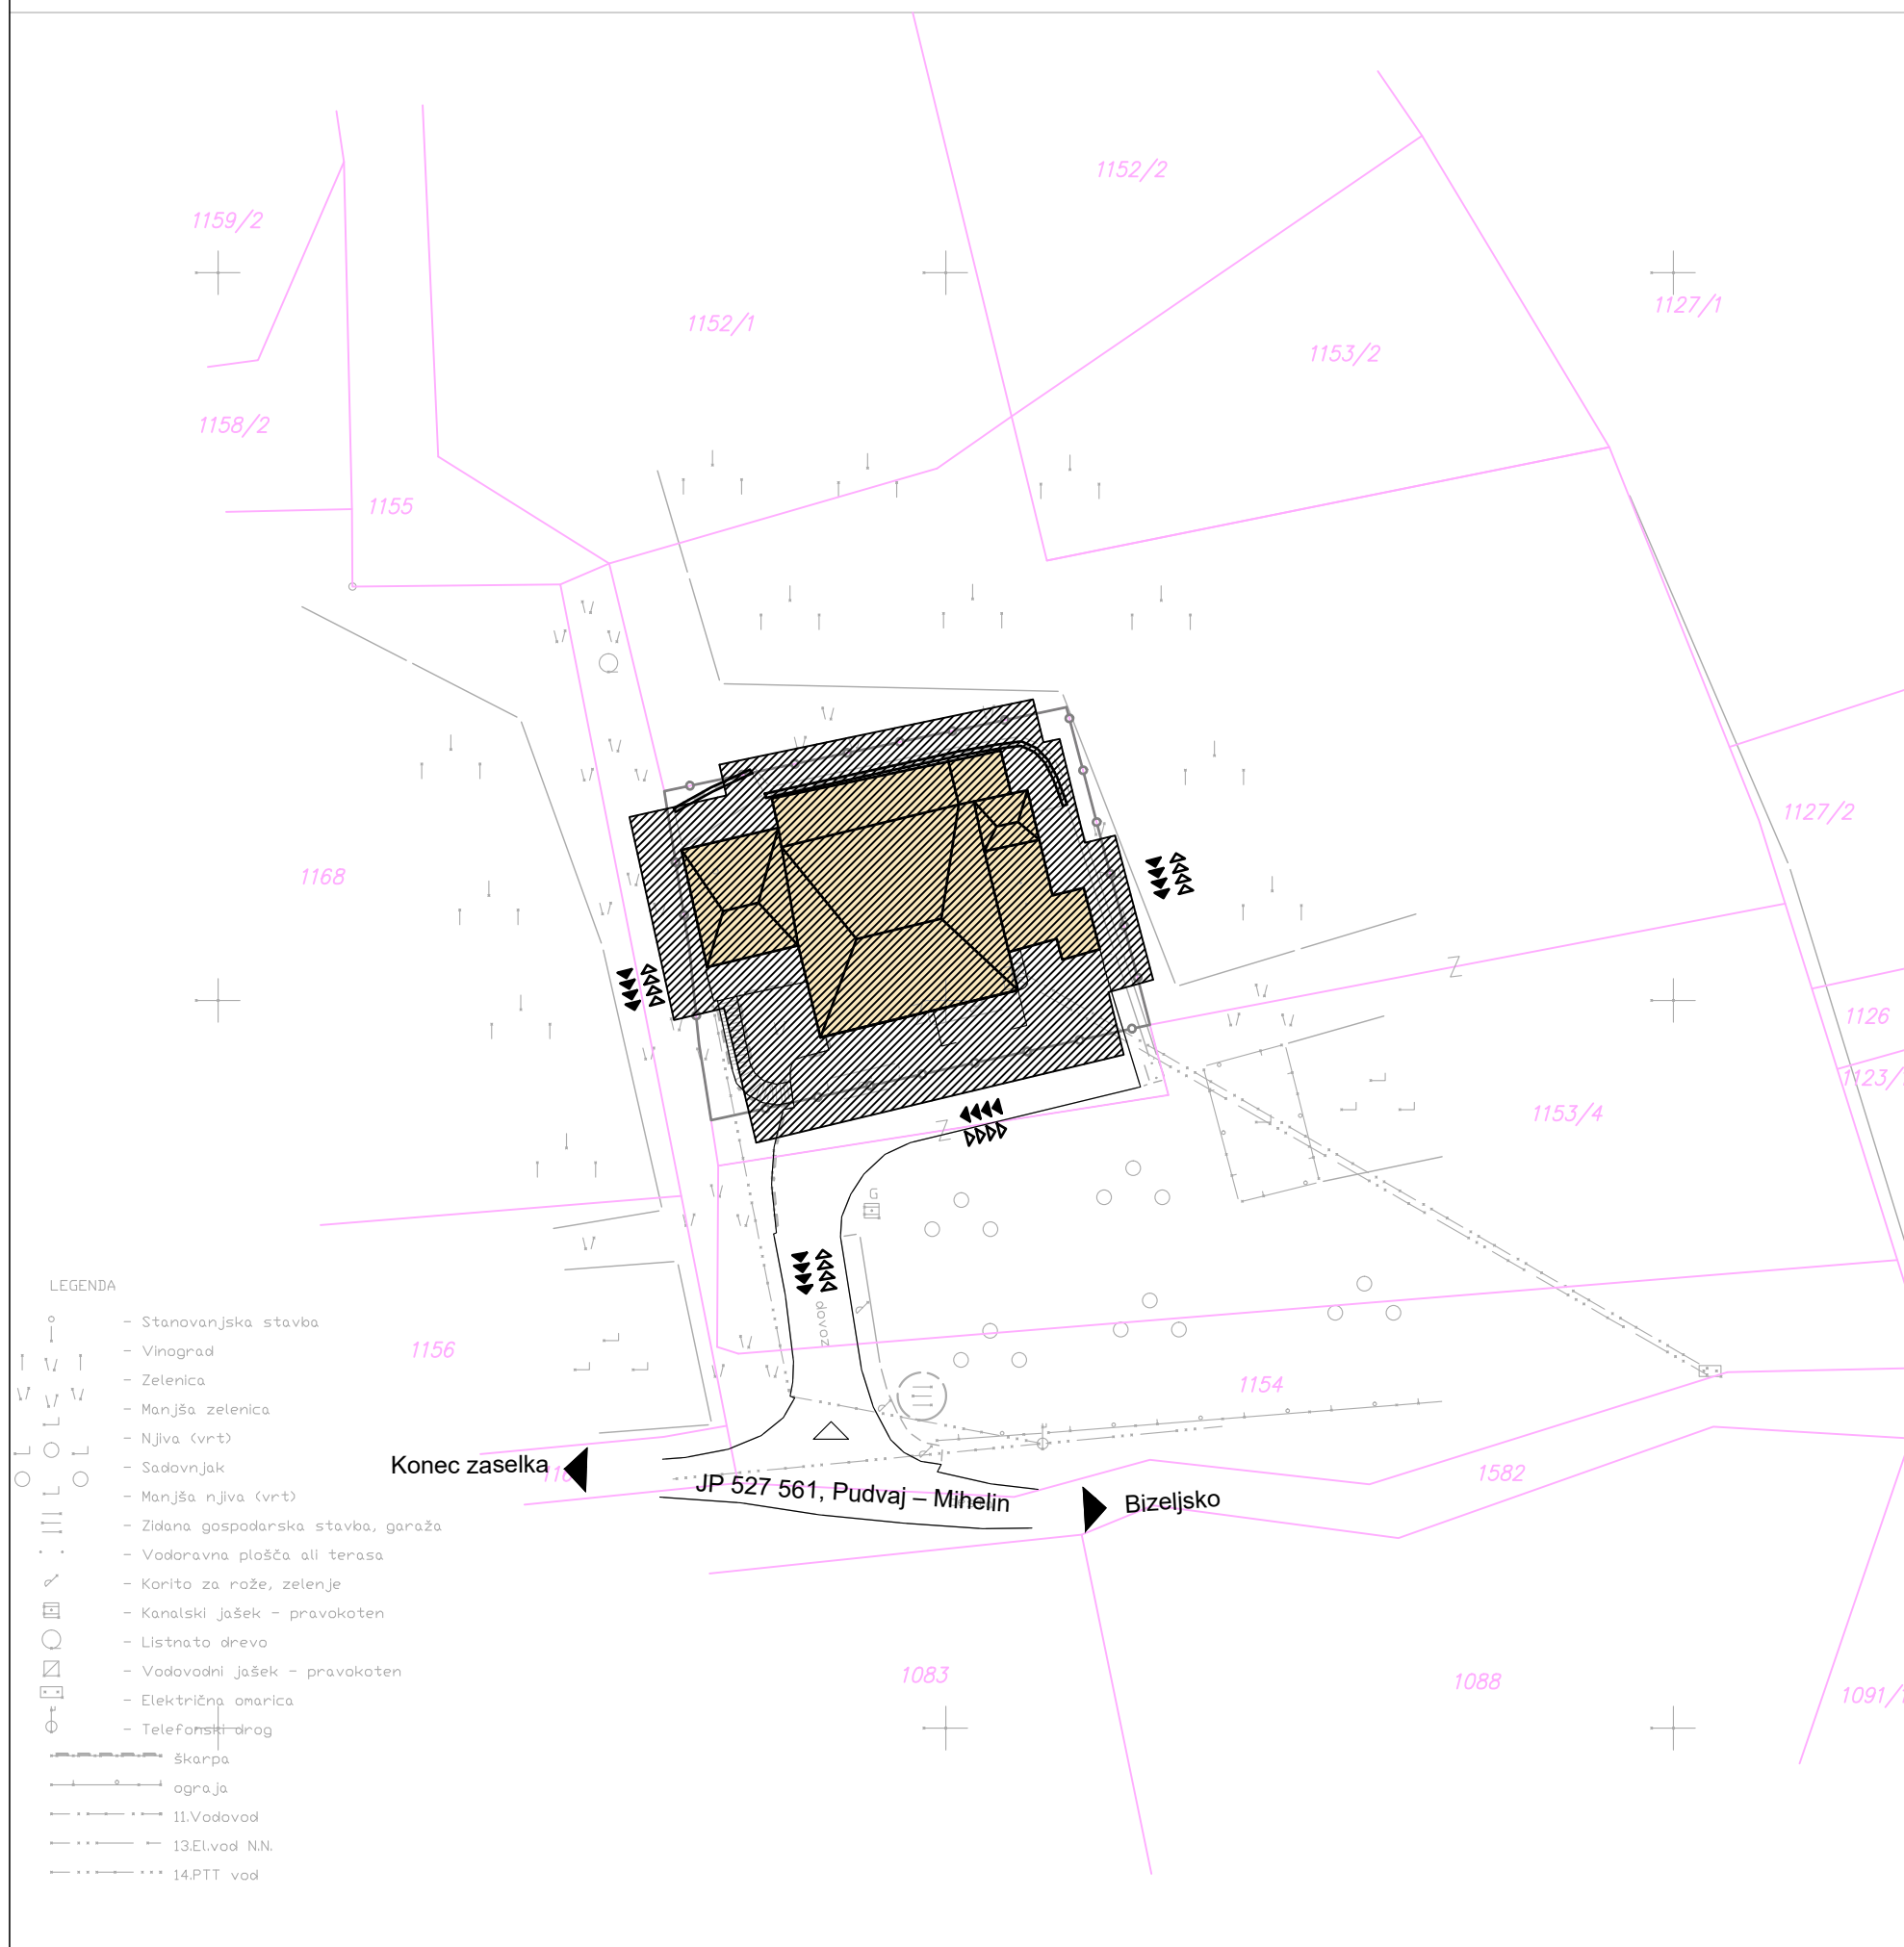 1152/2
1159/2
1127/1
1152/1
1153/2
1158/2
1155
1127/2
1168
Z
1126
1123/
1153/4
Z
G
LEGENDA
dovoz
- Stanovanjska stavba
1156
- Vinograd
- Zelenica
1154
- Manjša zelenica
- Njiva (vrt)
Konec zaselka
- Sadovnjak
1582
JP 527 561, Pudvaj – Mihelin
Bizeljsko
- Manjša njiva (vrt)
- Zidana gospodarska stavba, garaža
- Vodoravna plošča ali terasa
- Korito za rože, zelenje
- Kanalski jašek - pravokoten
- Listnato drevo
- Vodovodni jašek - pravokoten
1083
1088
1091/
- Električna omarica
- Telefonski drog
škarpa
ograja
11.Vodovod
13.El.vod N.N.
14.PTT vod